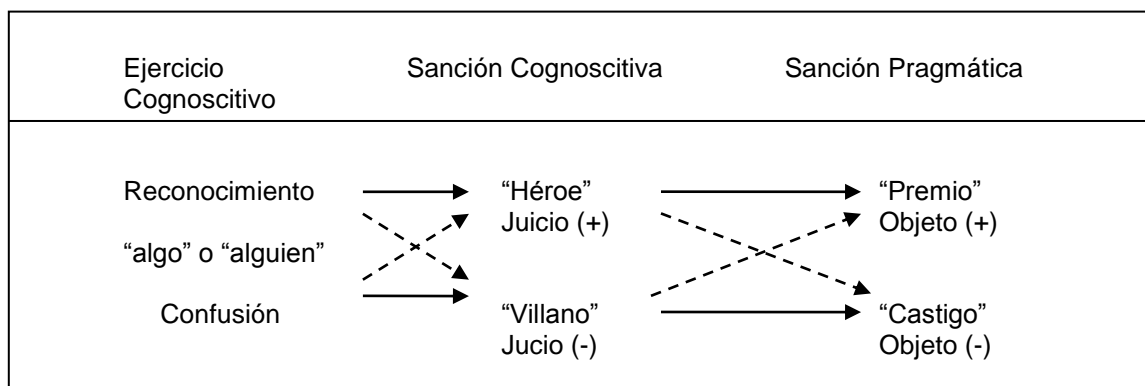 Ejercicio Cognoscitivo
Sanción Cognoscitiva
Sanción Pragmática
Reconocimiento
“Héroe”
“Premio”
Juicio (+)
Objeto (+)
“algo” o “alguien”
Confusión
“Villano”
“Castigo”
Jucio (-)
Objeto (-)